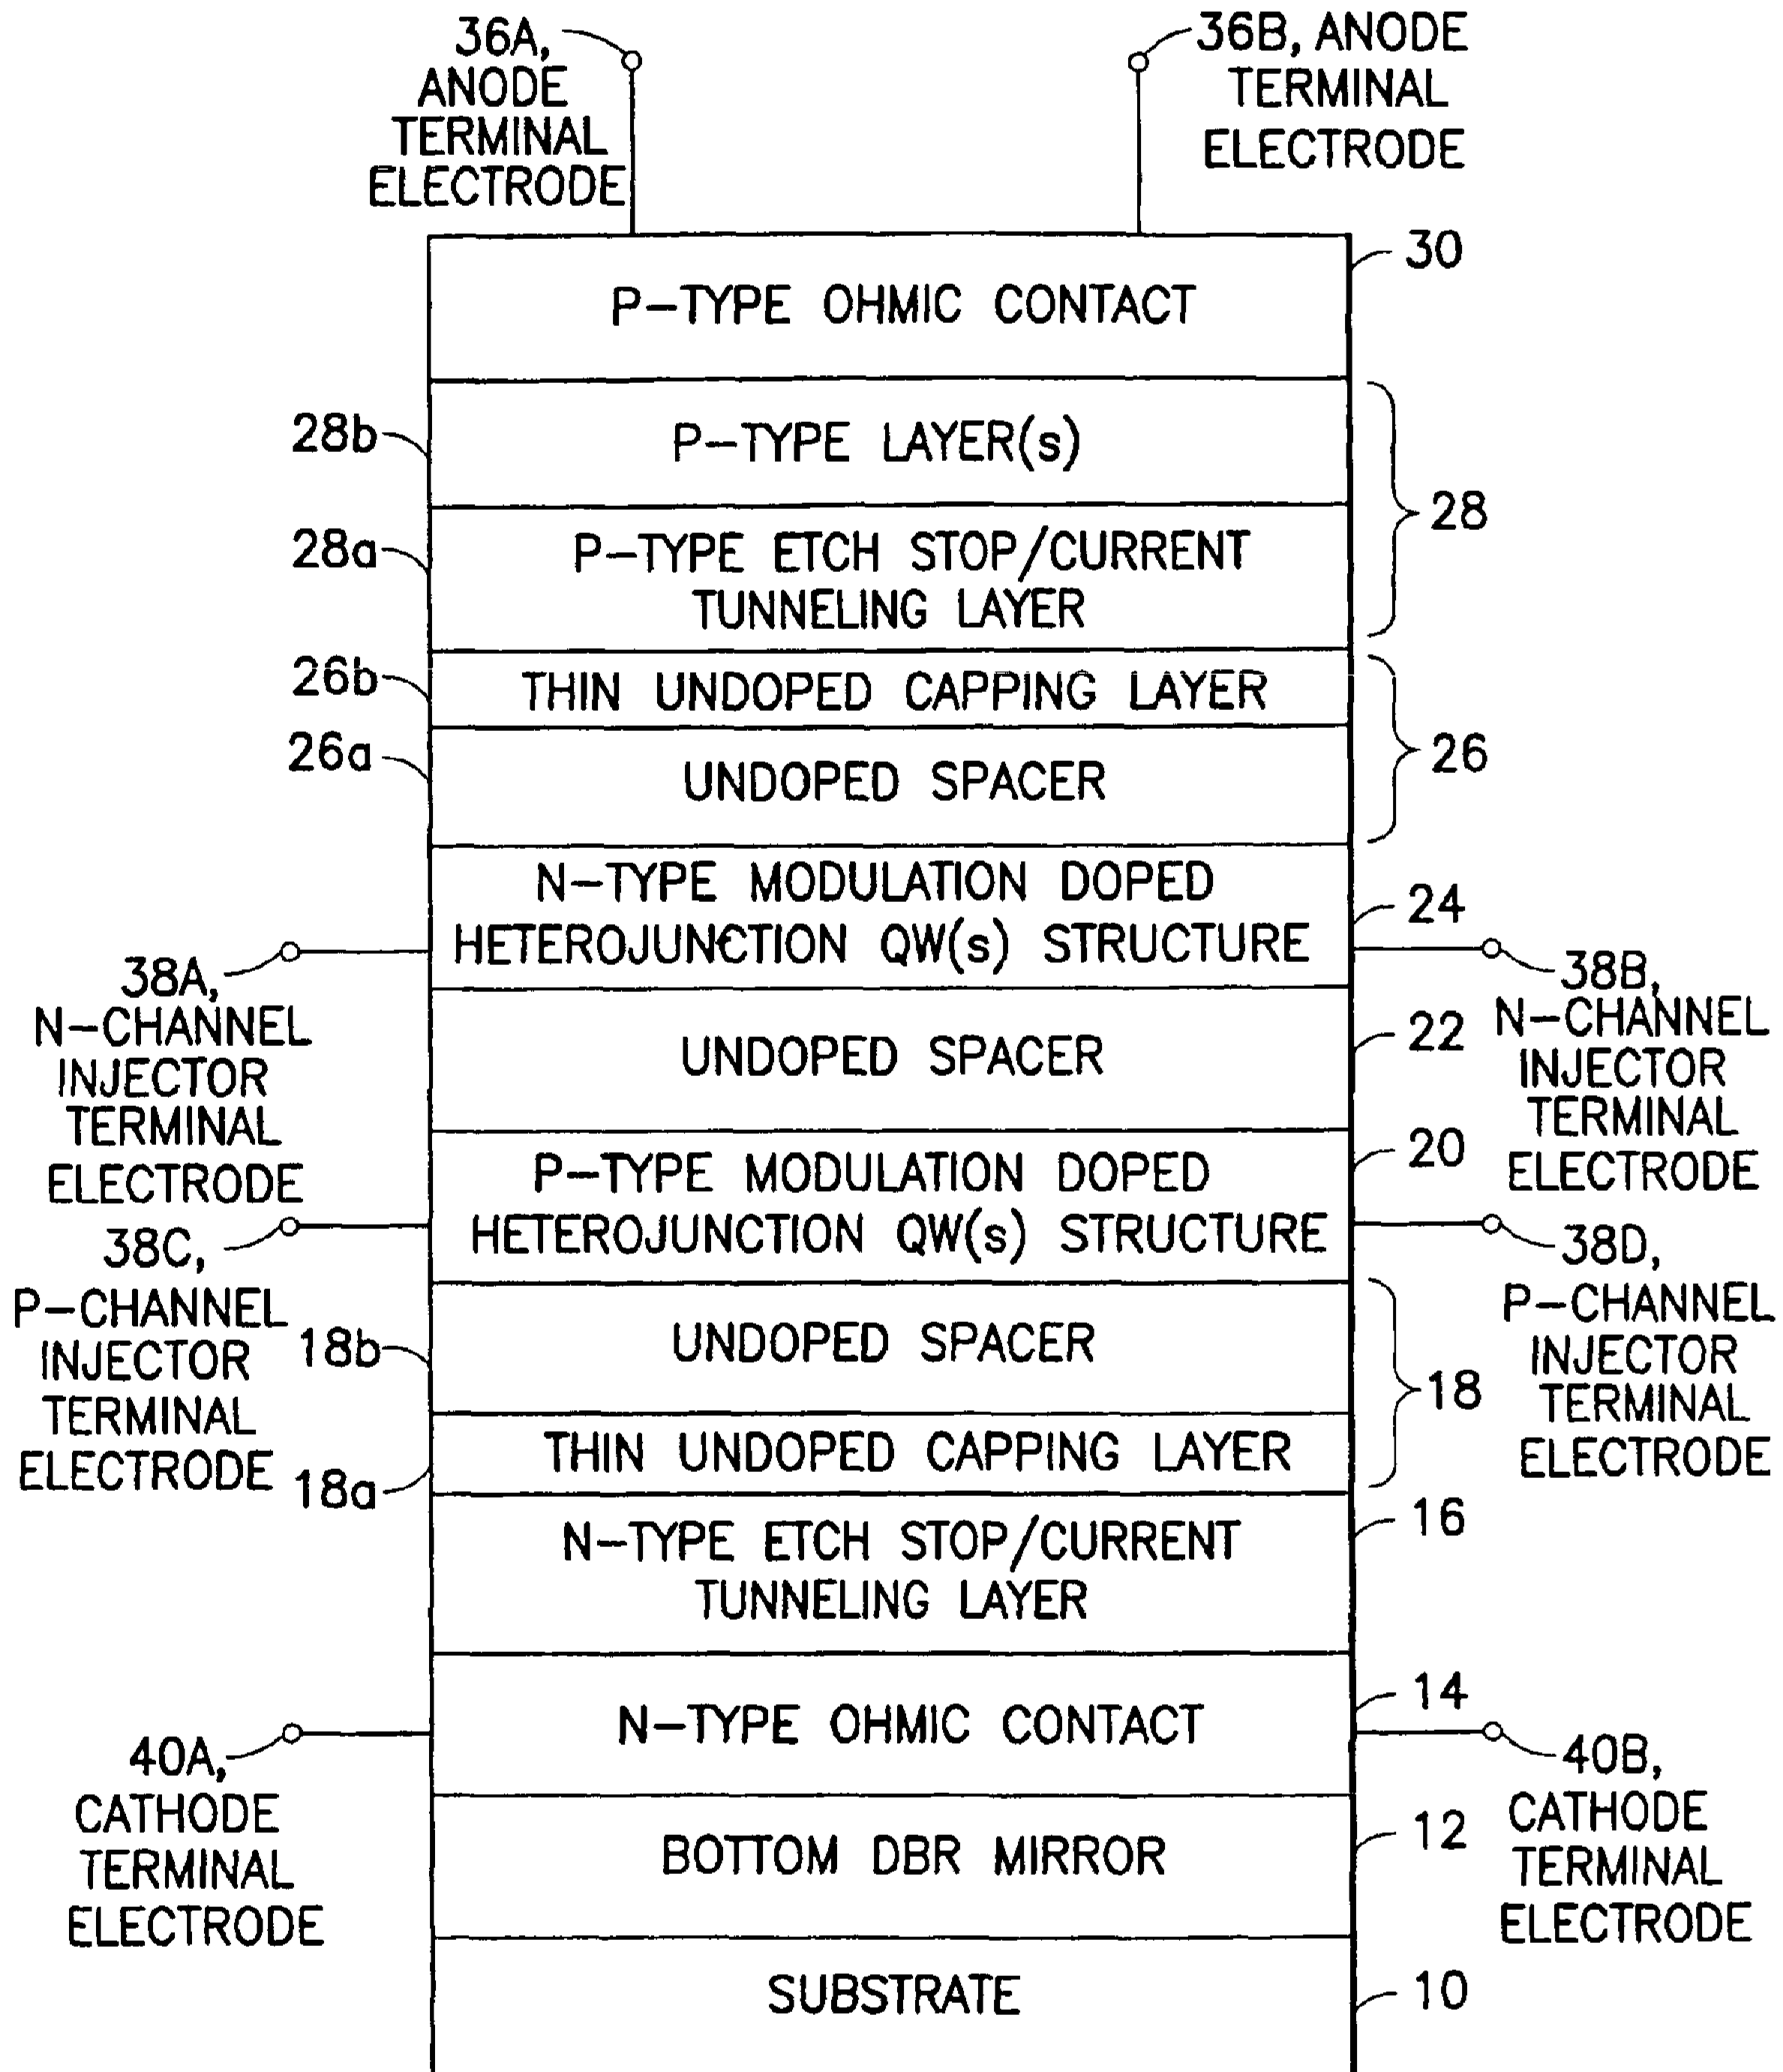 36A,
ANODE
TERMINAL
ELECTRODE
36B, ANODE
TERMINAL
ELECTRODE
30
P-TYPE OHMIC CONTACT
28b
P-TYPE LAYER(s)
28
28a
P-TYPE ETCH STOP/CURRENT
TUNNELING LAYER
26b
THIN UNDOPED CAPPING LAYER
26
26a
UNDOPED SPACER
N-TYPE MODULATION DOPED
HETEROJUNCTION QW(s) STRUCTURE
24
38A,
N-CHANNEL
INJECTOR
TERMINAL
ELECTRODE
38B,
N-CHANNEL
INJECTOR
TERMINAL
ELECTRODE
22
UNDOPED SPACER
20
P-TYPE MODULATION DOPED
HETEROJUNCTION QW(s) STRUCTURE
38C,
P-CHANNEL
INJECTOR
TERMINAL
ELECTRODE
38D,
P-CHANNEL
INJECTOR
TERMINAL
ELECTRODE
18b
UNDOPED SPACER
18
18a
THIN UNDOPED CAPPING LAYER
16
N-TYPE ETCH STOP/CURRENT
TUNNELING LAYER
14
N-TYPE OHMIC CONTACT
40A,
CATHODE
TERMINAL
ELECTRODE
40B,
CATHODE
TERMINAL
ELECTRODE
12
BOTTOM DBR MIRROR
SUBSTRATE
10